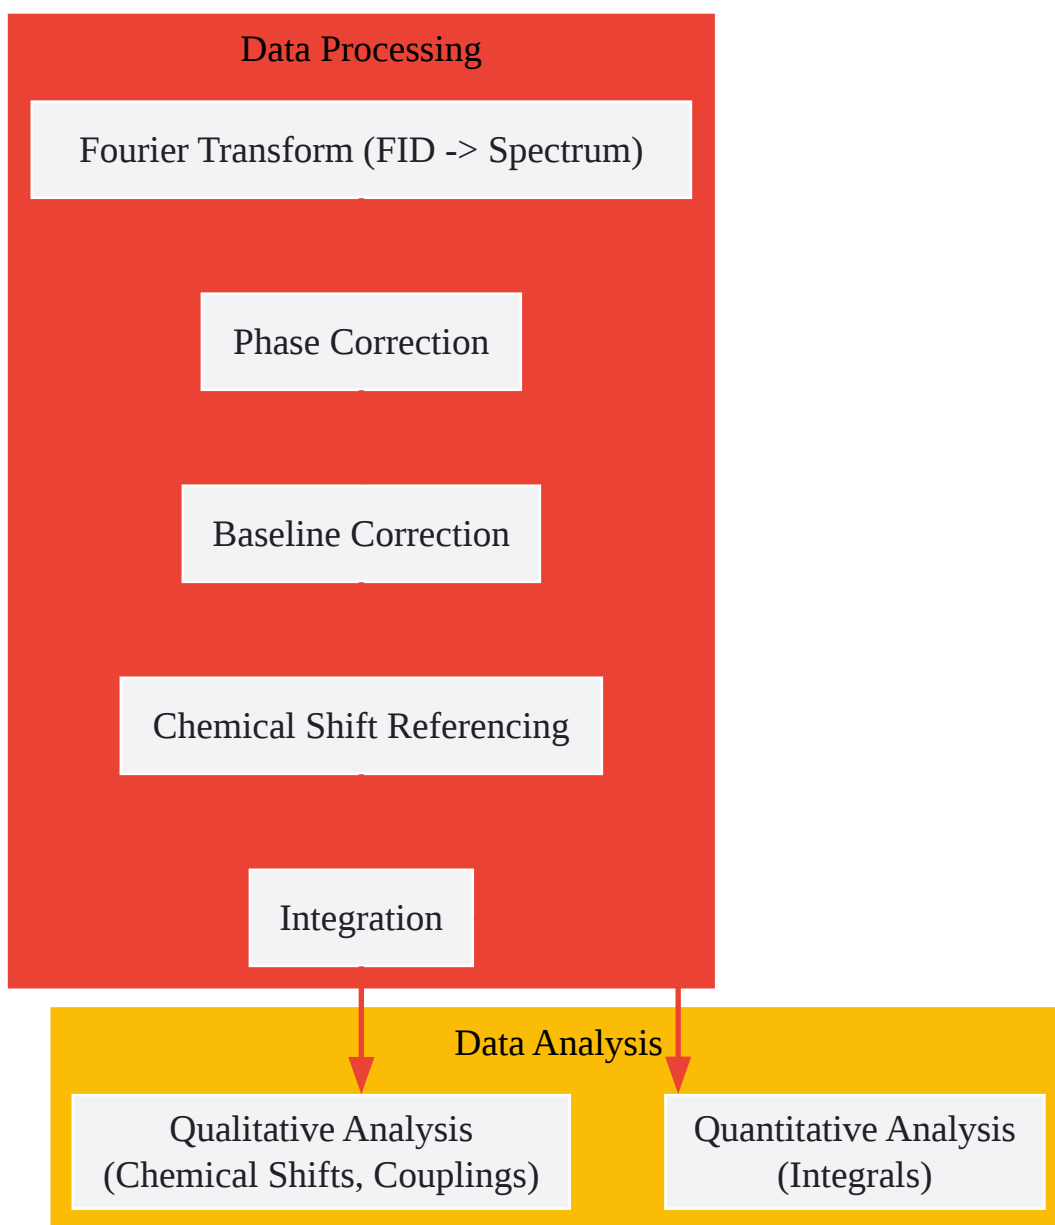 Data Processing
Fourier Transform (FID -> Spectrum)
Phase Correction
Baseline Correction
Chemical Shift Referencing
Integration
Data Analysis
Qualitative Analysis
(Chemical Shifts, Couplings)
Quantitative Analysis
(Integrals)